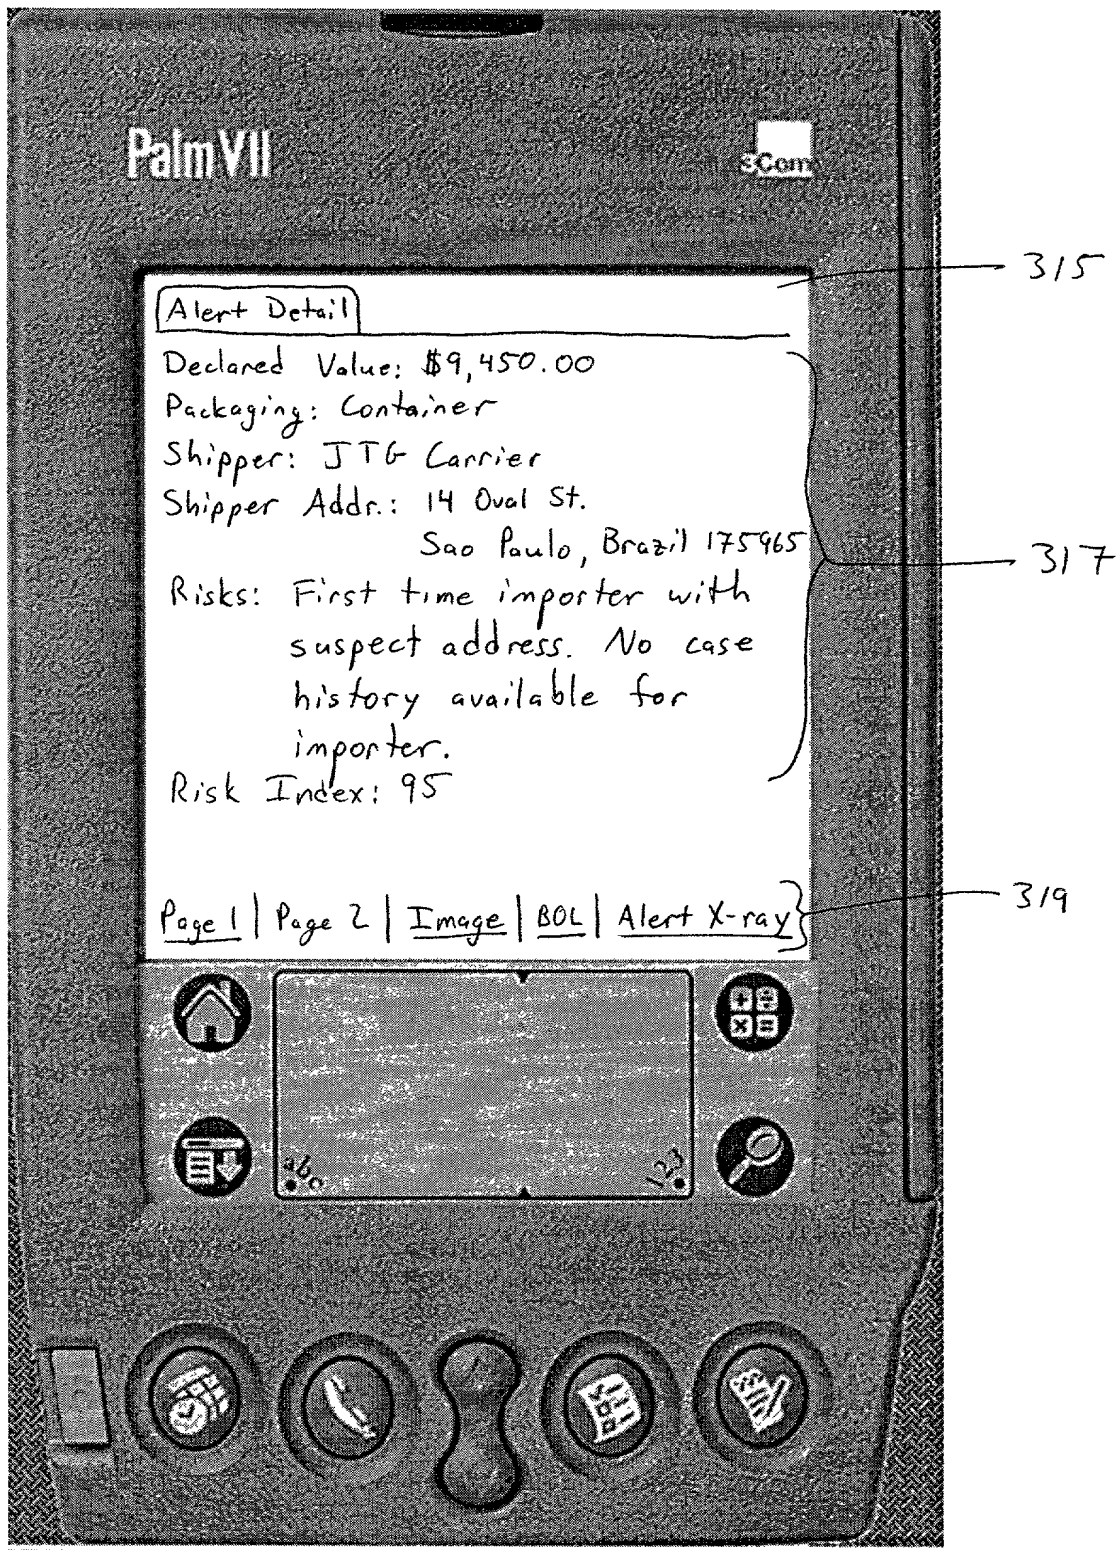 PalmVII
3Com
315
Alert Detail
Declared Value: $9,450.00
Packaging: Container
Shipper: JTG Carrier
Shipper Addr.: 14 Oval St.
Sao Paulo, Brazil 175965
317
Risks: First time importer with
suspect address. No case
history available for
importer.
Risk Index: 95
319
Page 1 | Page 2 | Image | BOL | Alert X-ray
abc
123